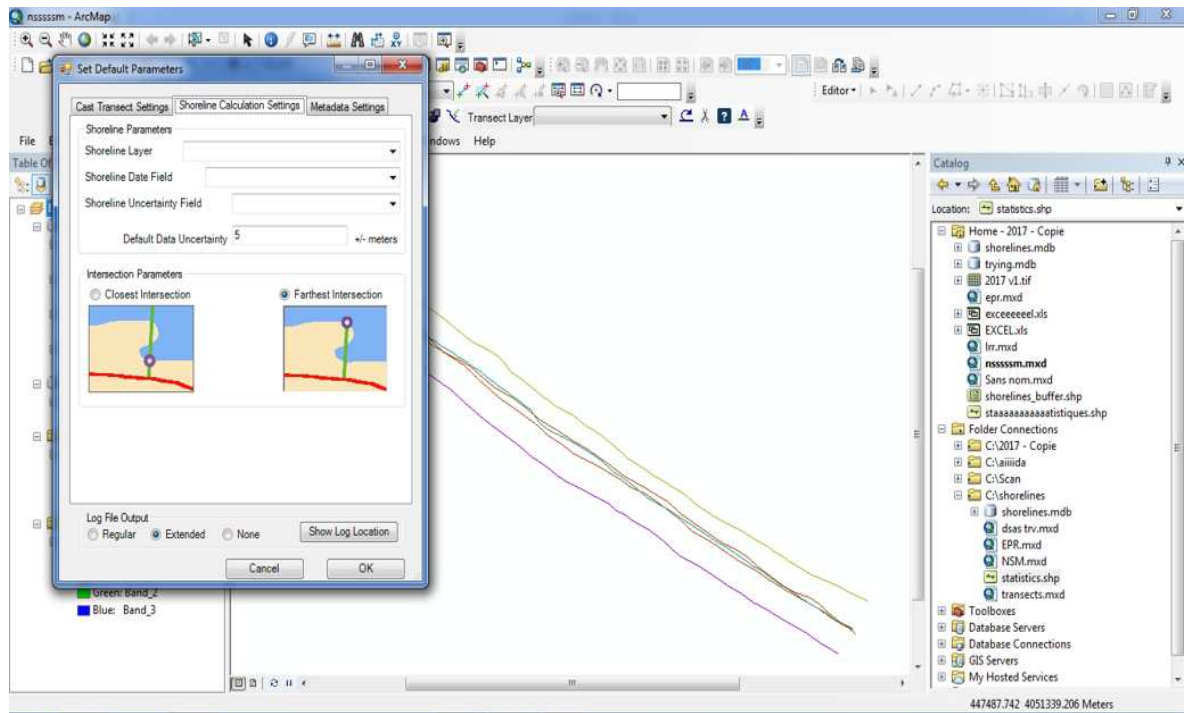 nsssssm - ArcMap
Set Default Parameters
Cast Transect Settings Shoreline Calculation Settings Metadata Settings
Shoreline Parameters
Shoreline Layer
Shoreline Date Field
Shoreline Uncertainty Field
Default Data Uncertainty 5 +/- meters
Intersection Parameters
Closest Intersection Farthest Intersection
Log File Output
Regular Extended None Show Log Location
Cancel OK
Editor
Transect Layer
File
ndows Help
Table Of
Green: Band_2
Blue: Band_3
Catalog
Location: statistics.shp
Home - 2017 - Copie
shorelines.mdb
trying.mdb
2017 v1.tif
epr.mxd
exceeeeeel.xls
EXCEL.xls
lrr.mxd
nsssssm.mxd
Sans nom.mxd
shorelines_buffer.shp
staaaaaaaaaatistiques.shp
Folder Connections
C:\2017 - Copie
C:\aiiiida
C:\Scan
C:\shorelines
shorelines.mdb
dsas trv.mxd
EPR.mxd
NSM.mxd
statistics.shp
transects.mxd
Toolboxes
Database Servers
Database Connections
GIS Servers
My Hosted Services
447487.742 4051339.206 Meters